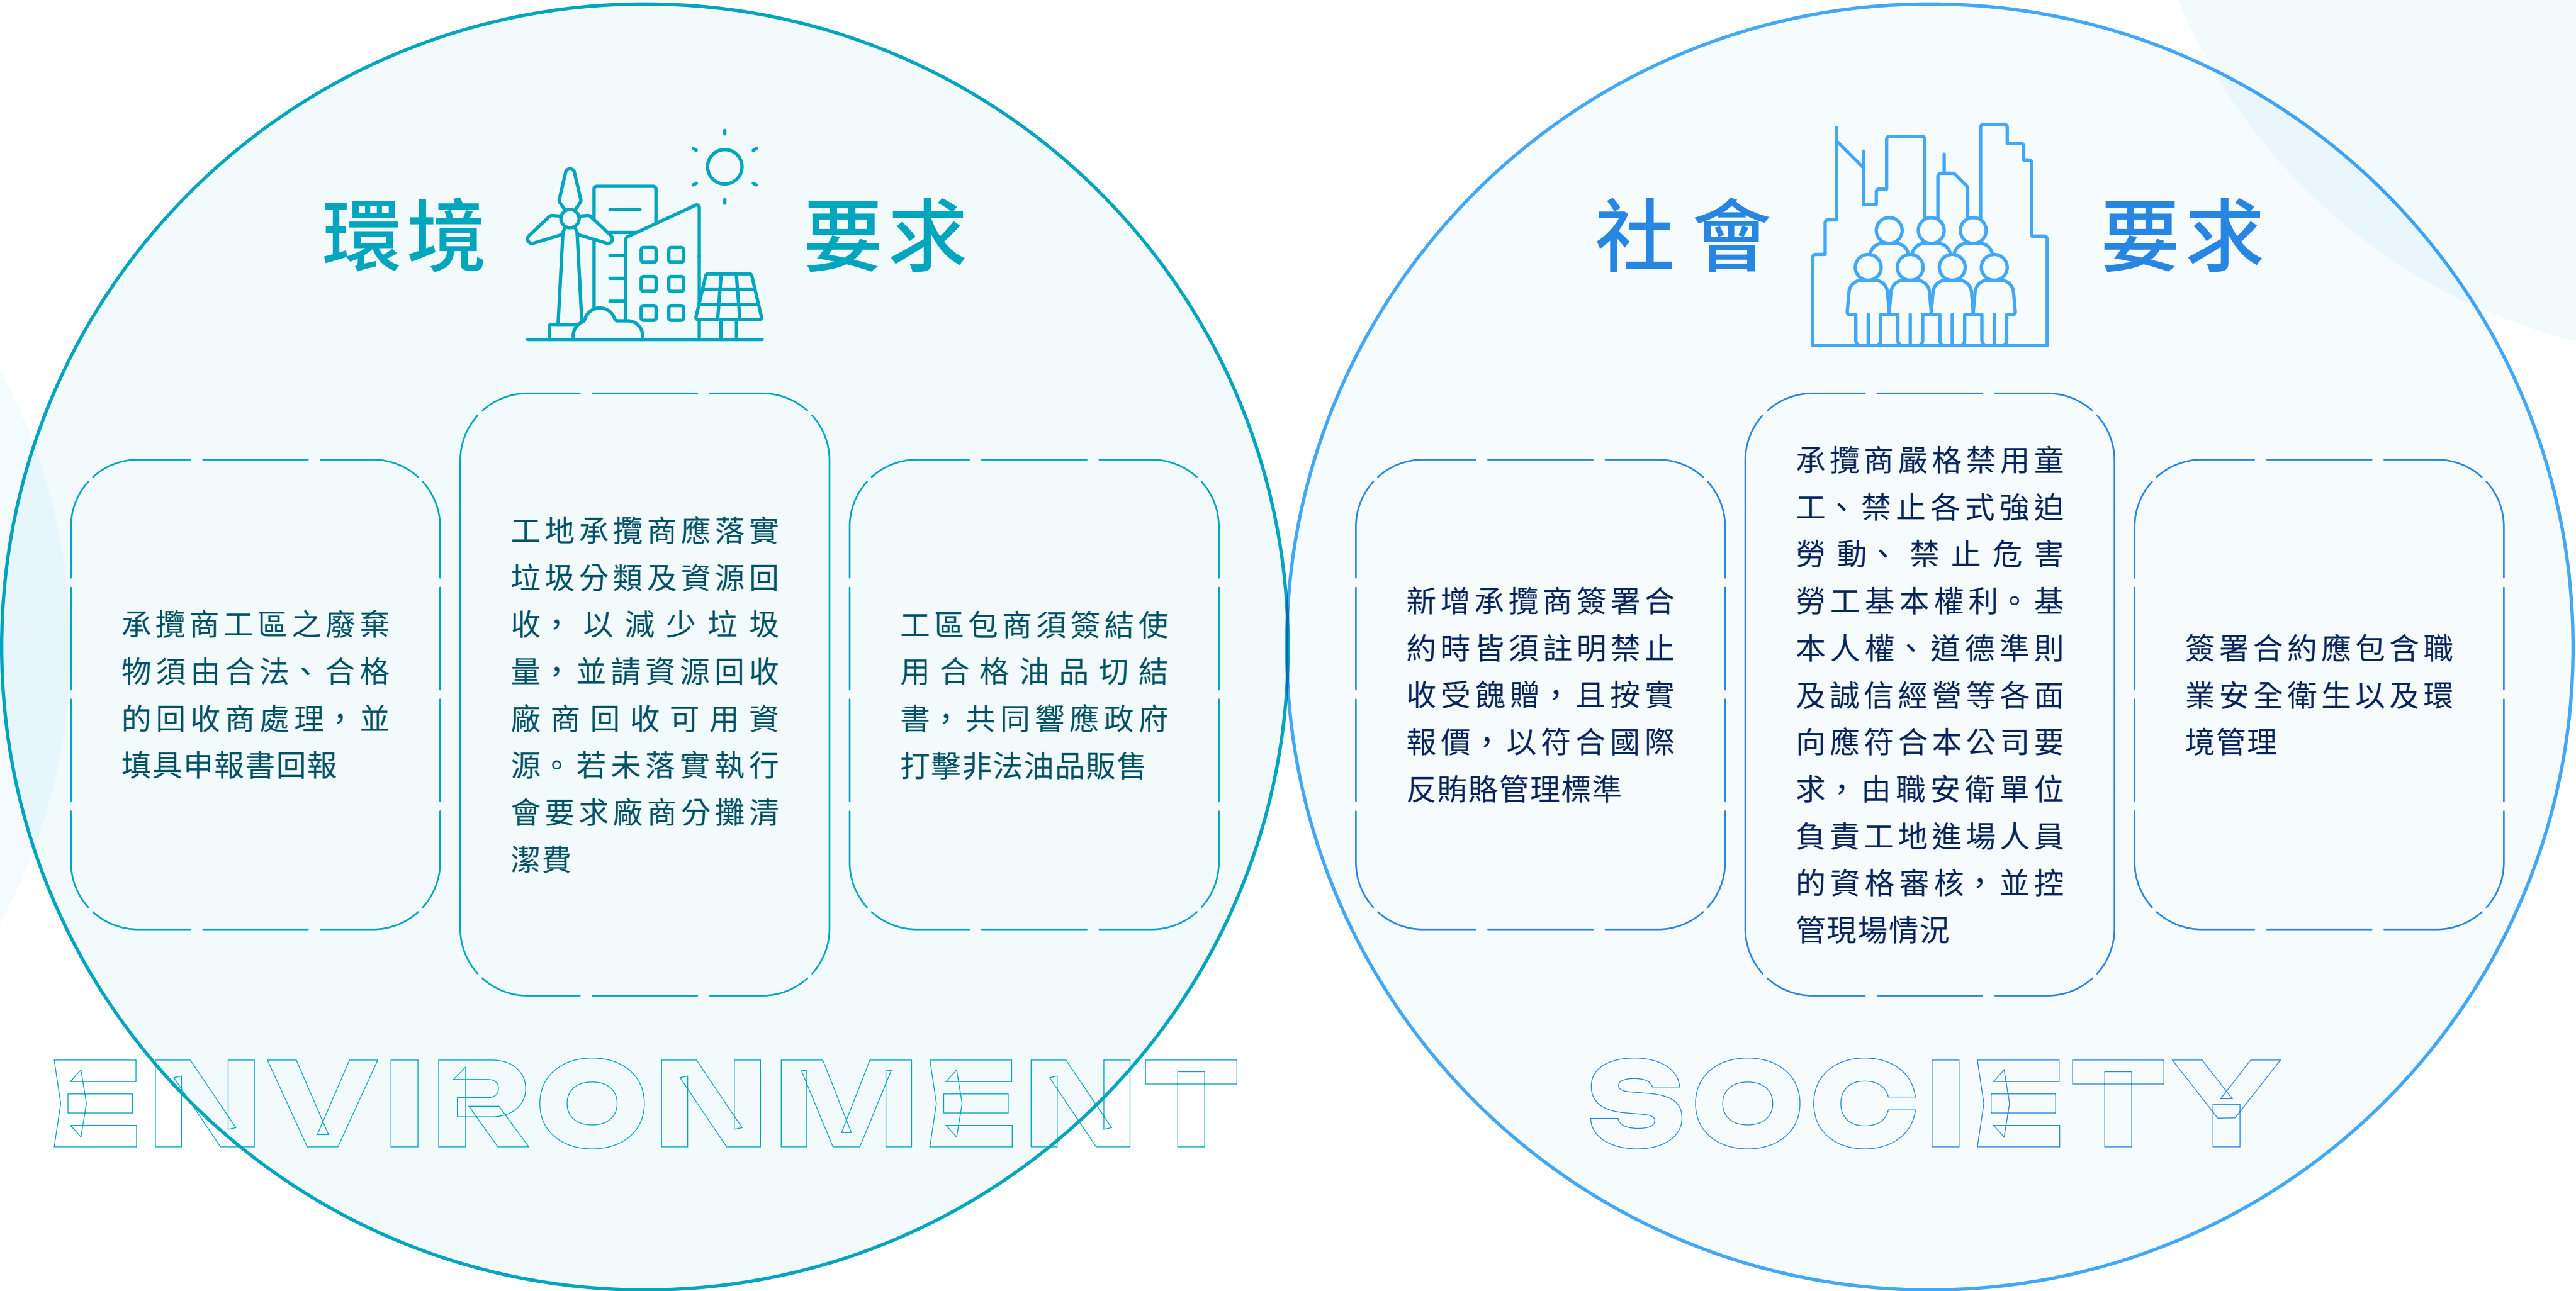 環境 要求
承攬商工區之廢棄
物須由合法、合格
的回收商處理，並
填具申報書回報
工地承攬商應落實
垃圾分類及資源回
收，以減少垃圾
量，並請資源回收
廠商回收可用資
源。若未落實執行
會要求廠商分攤清
潔費
工區包商須簽結使
用合格油品切結
書，共同響應政府
打擊非法油品販售
ENVIRONMENT
社會 要求
新增承攬商簽署合
約時皆須註明禁止
收受餽贈，且按實
報價，以符合國際
反賄賂管理標準
承攬商嚴格禁用童
工、禁止各式強迫
勞動、禁止危害
勞工基本權利。基
本人權、道德準則
及誠信經營等各面
向應符合本公司要
求，由職安衛單位
負責工地進場人員
的資格審核，並控
管現場情況
簽署合約應包含職
業安全衛生以及環
境管理
SOCIETY